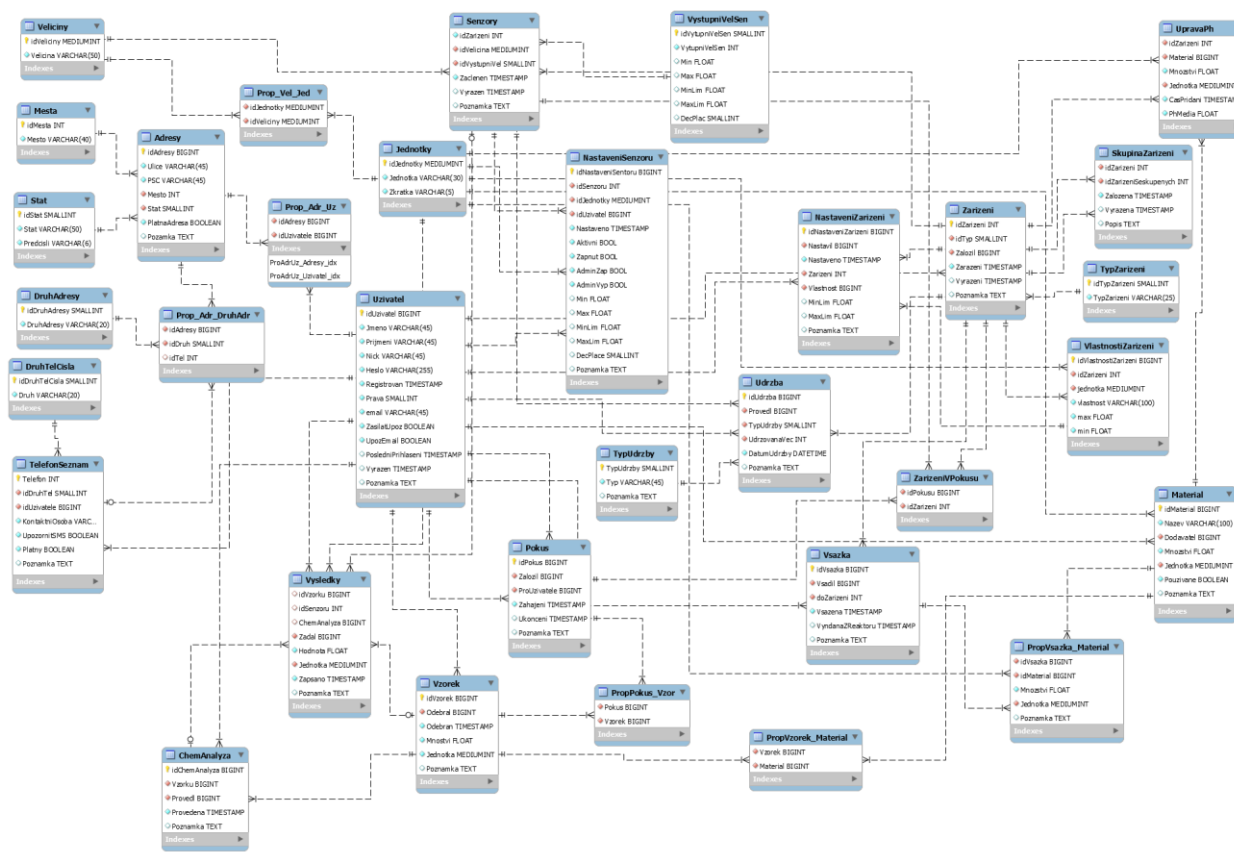 Veliciny
idVeliciny MEDIUMINT
Velicina VARCHAR(50)
Indexes
Mesta
idMesta INT
Mesto VARCHAR(40)
Indexes
Stat
idStat SMALLINT
Stat VARCHAR(50)
Predcisli VARCHAR(6)
Indexes
DruhAdresy
idDruhAdresy SMALLINT
DruhAdresy VARCHAR(20)
Indexes
DruhTelCisla
idDruhTelCisla SMALLINT
Druh VARCHAR(20)
Indexes
TelefonSeznam
Telefon INT
idDruhTel SMALLINT
idUzivatele BIGINT
KontaktniOsoba VARC...
UpozornitSMS BOOLEAN
Platny BOOLEAN
Poznamka TEXT
Indexes
Adresy
idAdresy BIGINT
Ulice VARCHAR(45)
PSC VARCHAR(45)
Mesto INT
Stat SMALLINT
PlatnaAdresa BOOLEAN
Pozamka TEXT
Indexes
Prop_Adr_DruhAdr
idAdresy BIGINT
idDruh SMALLINT
idTel INT
Indexes
Prop_Vel_Jed
idJednotky MEDIUMINT
idVeliciny MEDIUMINT
Indexes
Prop_Adr_Uz
idAdresy BIGINT
idUzivatele BIGINT
Indexes
ProAdrUz_Adresy_idx
ProAdrUz_Uzivatel_idx
Senzory
idZarizeni INT
idVelicina MEDIUMINT
idVystupniVel SMALLINT
Zaclenen TIMESTAMP
Vyrazen TIMESTAMP
Poznamka TEXT
Indexes
Jednotky
idJednotky MEDIUMINT
Jednotka VARCHAR(30)
Zkratka VARCHAR(5)
Indexes
Uzivatel
idUzivatel BIGINT
Jmeno VARCHAR(45)
Prijmeni VARCHAR(45)
Nick VARCHAR(45)
Heslo VARCHAR(255)
Registrovan TIMESTAMP
Prava SMALLINT
email VARCHAR(45)
ZasilatUpoz BOOLEAN
UpozEmail BOOLEAN
PosledniPrihlaseni TIMESTAMP
Vyrazen TIMESTAMP
Poznamka TEXT
Indexes
VystupniVelSen
idVytupniVelSen SMALLINT
VytupniVelSen INT
Min FLOAT
Max FLOAT
MinLim FLOAT
MaxLim FLOAT
DecPlac SMALLINT
Indexes
NastaveniSenzoru
idNastaveniSentoru BIGINT
idSenzoru INT
idJednotky MEDIUMINT
idUzivatel BIGINT
Nastaveno TIMESTAMP
Aktivni BOOL
Zapnut BOOL
AdminZap BOOL
AdminVyp BOOL
Min FLOAT
Max FLOAT
MinLim FLOAT
MaxLim FLOAT
DecPlace SMALLINT
Poznamka TEXT
Indexes
NastaveniZarizeni
idNastavenZarizeni BIGINT
Nastavil BIGINT
Nastaveno TIMESTAMP
Zarizeni INT
Vlastnost BIGINT
MinLim FLOAT
MaxLim FLOAT
Poznamka TEXT
Indexes
Zarizeni
idZarizeni INT
idTyp SMALLINT
Zalozil BIGINT
Zarazeni TIMESTAMP
Vyrazeni TIMESTAMP
Poznamka TEXT
Indexes
UpravaPh
idZarizeni INT
Material BIGINT
Mnozstvi FLOAT
Jednotka MEDIUMINT
CasPridani TIMESTAMP
PhMedia FLOAT
Indexes
SkupinaZarizeni
idZarizeni INT
idZarizeniSeskupenych INT
Zalozena TIMESTAMP
Vyrazena TIMESTAMP
Popis TEXT
Indexes
TypZarizeni
idTypZarizeni SMALLINT
TypZarizeni VARCHAR(25)
Indexes
VlastnostiZarizeni
idVlastnostiZarizeni BIGINT
idZarizeni INT
jednotka MEDIUMINT
vlastnost VARCHAR(100)
max FLOAT
min FLOAT
Indexes
Udrzba
idUdrzba BIGINT
Provedl BIGINT
TypUdrzby SMALLINT
UdrzovanaVec INT
DatumUdrzby DATETIME
Poznamka TEXT
Indexes
TypUdrzby
TypUdrzby SMALLINT
Typ VARCHAR(45)
Poznamka TEXT
Indexes
ZarizeniVPokusu
idPokusu BIGINT
idZarizeni INT
Indexes
Material
idMaterial BIGINT
Nazev VARCHAR(100)
Dodavatel BIGINT
Mnozstvi FLOAT
Jednotka MEDIUMINT
Pouzivane BOOLEAN
Poznamka TEXT
Indexes
Pokus
idPokus BIGINT
Zalozil BIGINT
ProUzivatele BIGINT
Zahajeni TIMESTAMP
Ukonceni TIMESTAMP
Poznamka TEXT
Indexes
Vsazka
idVsazka BIGINT
Vsadil BIGINT
doZarizeni INT
Vsazena TIMESTAMP
VyndanaZReaktoru TIMESTAMP
Poznamka TEXT
Indexes
Vysledky
idVzorku BIGINT
idSenzoru INT
ChemAnalyza BIGINT
Zadal BIGINT
Hodnota FLOAT
Jednotka MEDIUMINT
Zapsano TIMESTAMP
Poznamka TEXT
Indexes
Vzorek
idVzorek BIGINT
Odebral BIGINT
Odebran TIMESTAMP
Mnostvi FLOAT
Jednotka MEDIUMINT
Poznamka TEXT
Indexes
PropPokus_Vzor
Pokus BIGINT
Vzorek BIGINT
Indexes
PropVsazka_Material
idVsazka BIGINT
idMaterial BIGINT
Mnozstvi FLOAT
Jednotka MEDIUMINT
Poznamka TEXT
Indexes
PropVzorek_Material
Vzorek BIGINT
Material BIGINT
Indexes
ChemAnalyza
idChemAnalyza BIGINT
Vzorku BIGINT
Provedl BIGINT
Provedena TIMESTAMP
Poznamka TEXT
Indexes